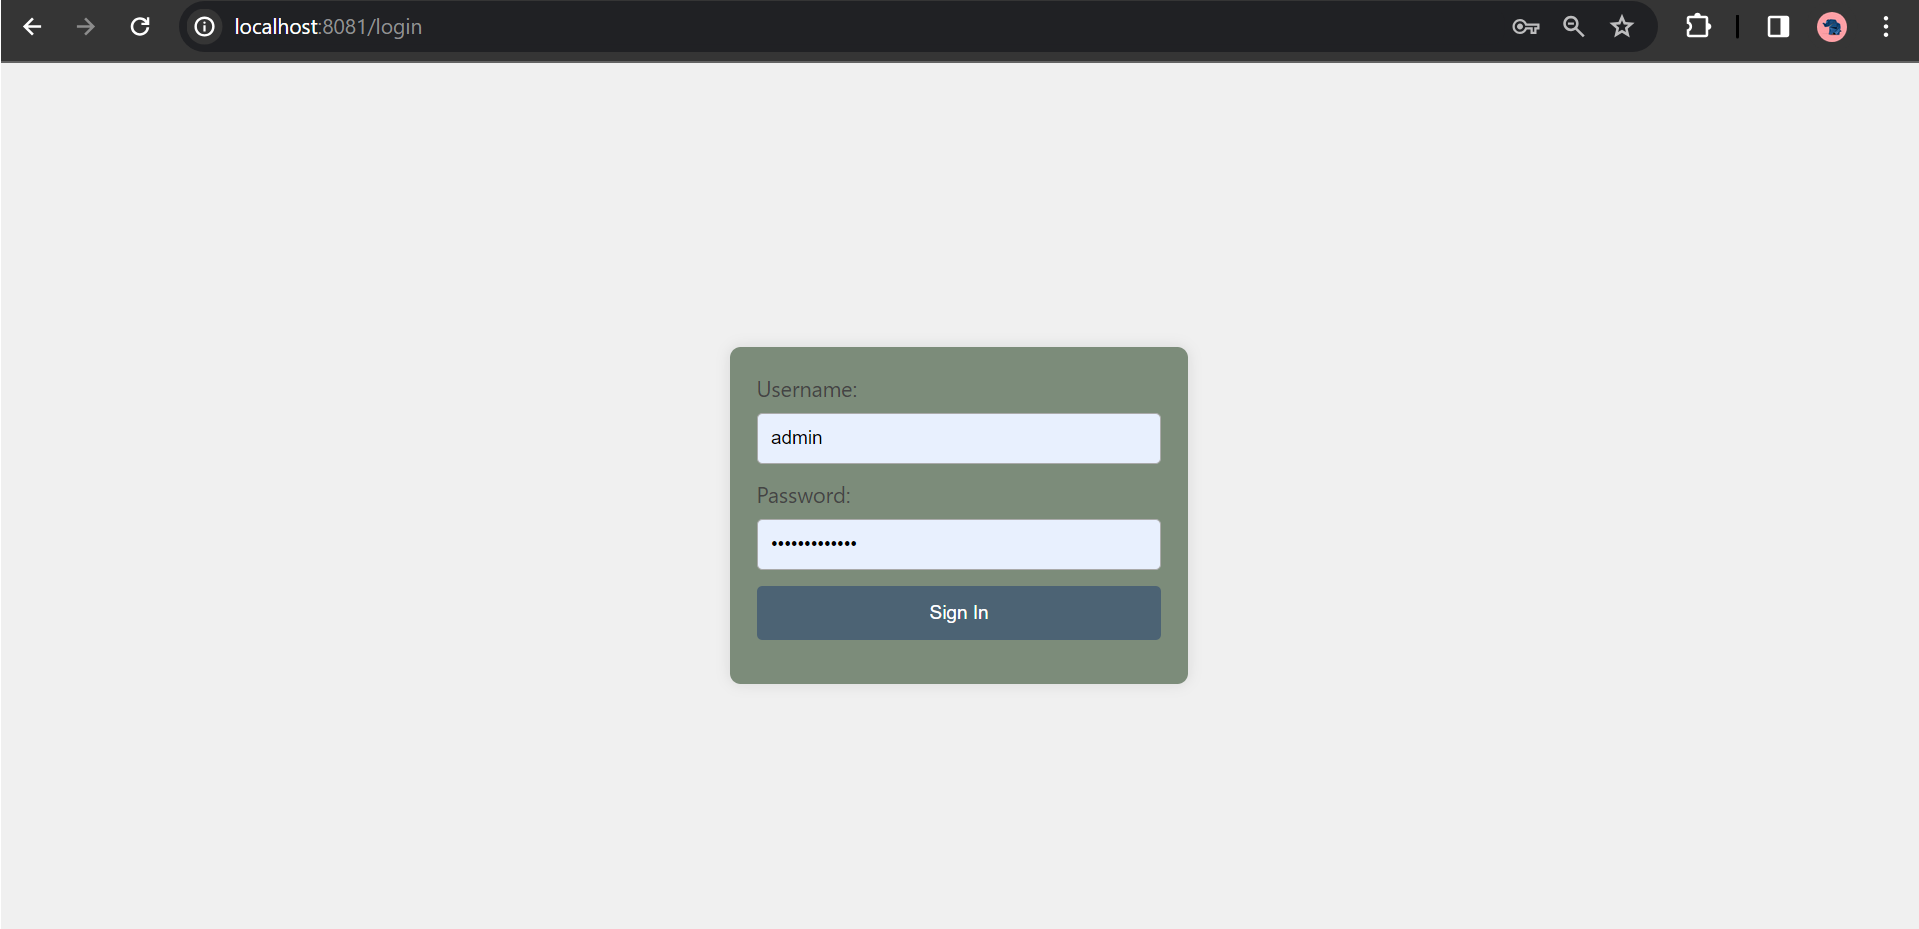 localhost:8081/login
Username:
admin
Password:
•••••••••••••
Sign In